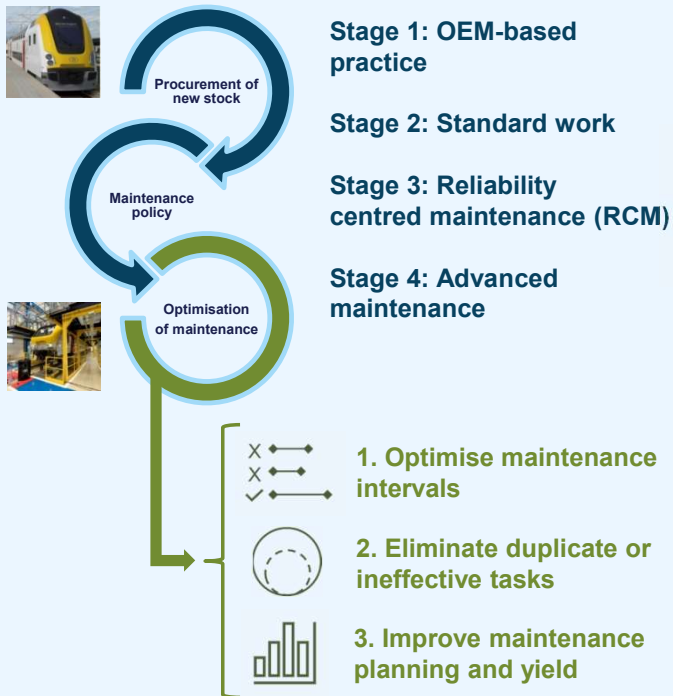 Procurement of
new stock
Maintenance
policy
Optimisation
of maintenance
Stage 1: OEM-based
practice
Stage 2: Standard work
Stage 3: Reliability
centred maintenance (RCM)
Stage 4: Advanced
maintenance
1. Optimise maintenance
intervals
2. Eliminate duplicate or
ineffective tasks
3. Improve maintenance
planning and yield